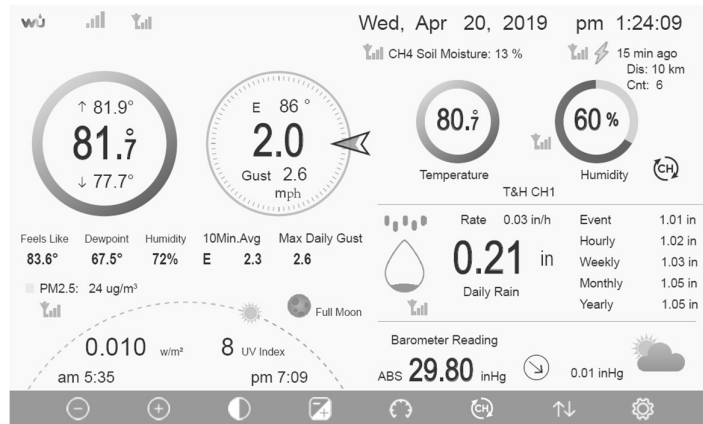 wu
Wed, Apr 20, 2019 pm 1:24:09
CH4 Soil Moisture: 13 %
15 min ago
Dis: 10 km
Cnt: 6
↑ 81.9°
81.7°
↓ 77.7°
E 86 °
2.0
Gust 2.6
mph
80.7°
Temperature
60 %
Humidity
CH
T&H CH1
Feels Like Dewpoint Humidity 10Min.Avg Max Daily Gust
83.6° 67.5° 72% E 2.3 2.6
PM2.5: 24 ug/m³
Full Moon
0.010 w/m² 8 UV Index
am 5:35 pm 7:09
Rate 0.03 in/h
0.21 in
Daily Rain
Event 1.01 in
Hourly 1.02 in
Weekly 1.03 in
Monthly 1.05 in
Yearly 1.05 in
Barometer Reading
ABS 29.80 inHg 0.01 inHg
CH